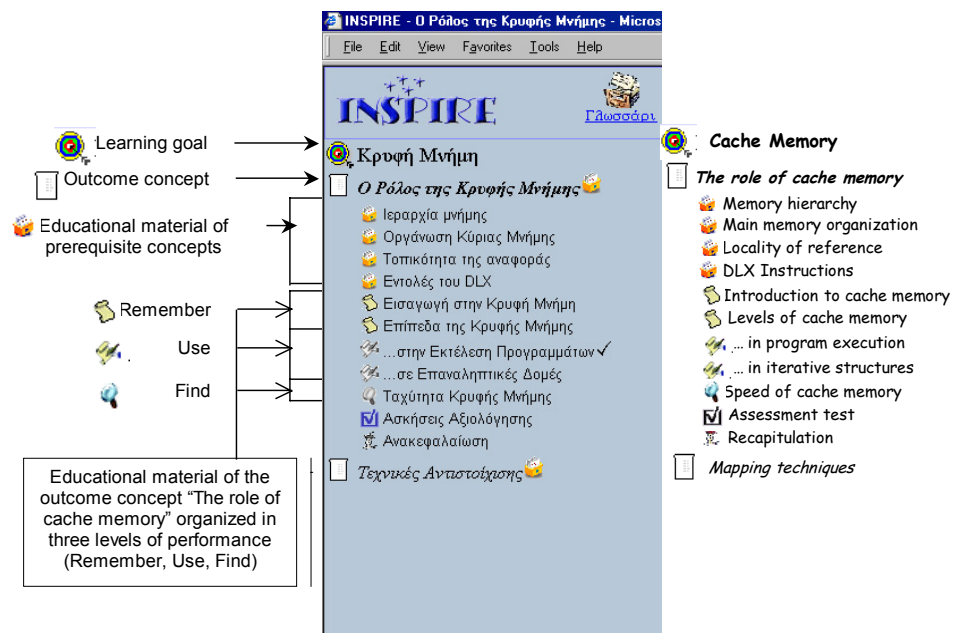 INSPIRE - Ο Ρόλος της Κρυφής Μνήμης - Micros
File Edit View Favorites Tools Help
INSPIRE
Γλωσσάρι
Learning goal
Outcome concept
Educational material of
prerequisite concepts
Remember
Use
Find
Educational material of the
outcome concept “The role of
cache memory” organized in
three levels of performance
(Remember, Use, Find)
Κρυφή Μνήμη
Ο Ρόλος της Κρυφής Μνήμης
Ιεραρχία μνήμης
Οργάνωση Κύριας Μνήμης
Τοπικότητα της αναφοράς
Εντολές του DLX
Εισαγωγή στην Κρυφή Μνήμη
Επίπεδα της Κρυφής Μνήμης
...στην Εκτέλεση Προγραμμάτων
...σε Επαναληπτικές Δομές
Ταχύτητα Κρυφής Μνήμης
Ασκήσεις Αξιολόγησης
Ανακεφαλαίωση
Τεχνικές Αντιστοίχισης
Cache Memory
The role of cache memory
Memory hierarchy
Main memory organization
Locality of reference
DLX Instructions
Introduction to cache memory
Levels of cache memory
... in program execution
... in iterative structures
Speed of cache memory
Assessment test
Recapitulation
Mapping techniques